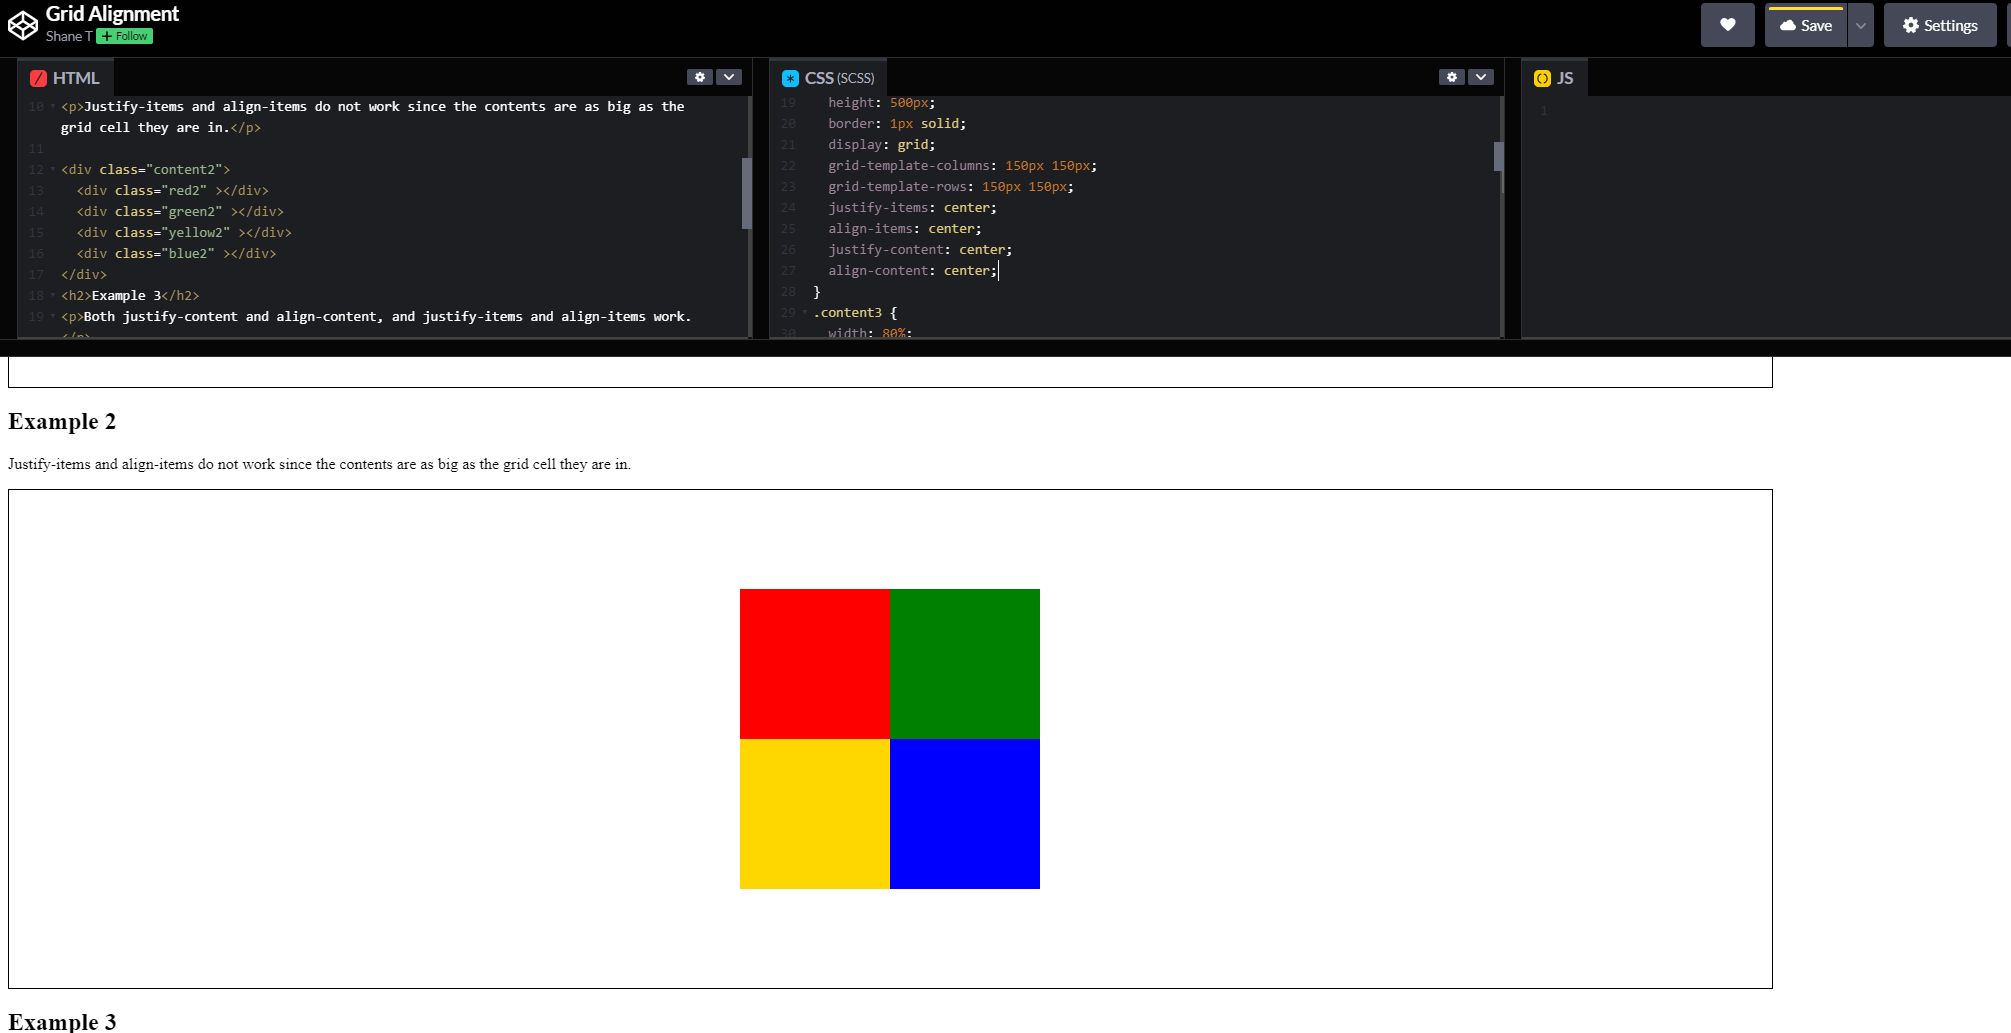 Grid Alignment
Shane T + Follow
Save
Settings
HTML
10 <p>Justify-items and align-items do not work since the contents are as big as the
grid cell they are in.</p>
11
12 <div class="content2">
13 <div class="red2" ></div>
14 <div class="green2" ></div>
15 <div class="yellow2" ></div>
16 <div class="blue2" ></div>
17 </div>
18 <h2>Example 3</h2>
19 <p>Both justify-content and align-content, and justify-items and align-items work.
</p>
CSS (SCSS)
19 height: 500px;
20 border: 1px solid;
21 display: grid;
22 grid-template-columns: 150px 150px;
23 grid-template-rows: 150px 150px;
24 justify-items: center;
25 align-items: center;
26 justify-content: center;
27 align-content: center;
28 }
29 .content3 {
30 width: 80%;
JS
1
Example 2
Justify-items and align-items do not work since the contents are as big as the grid cell they are in.
Example 3